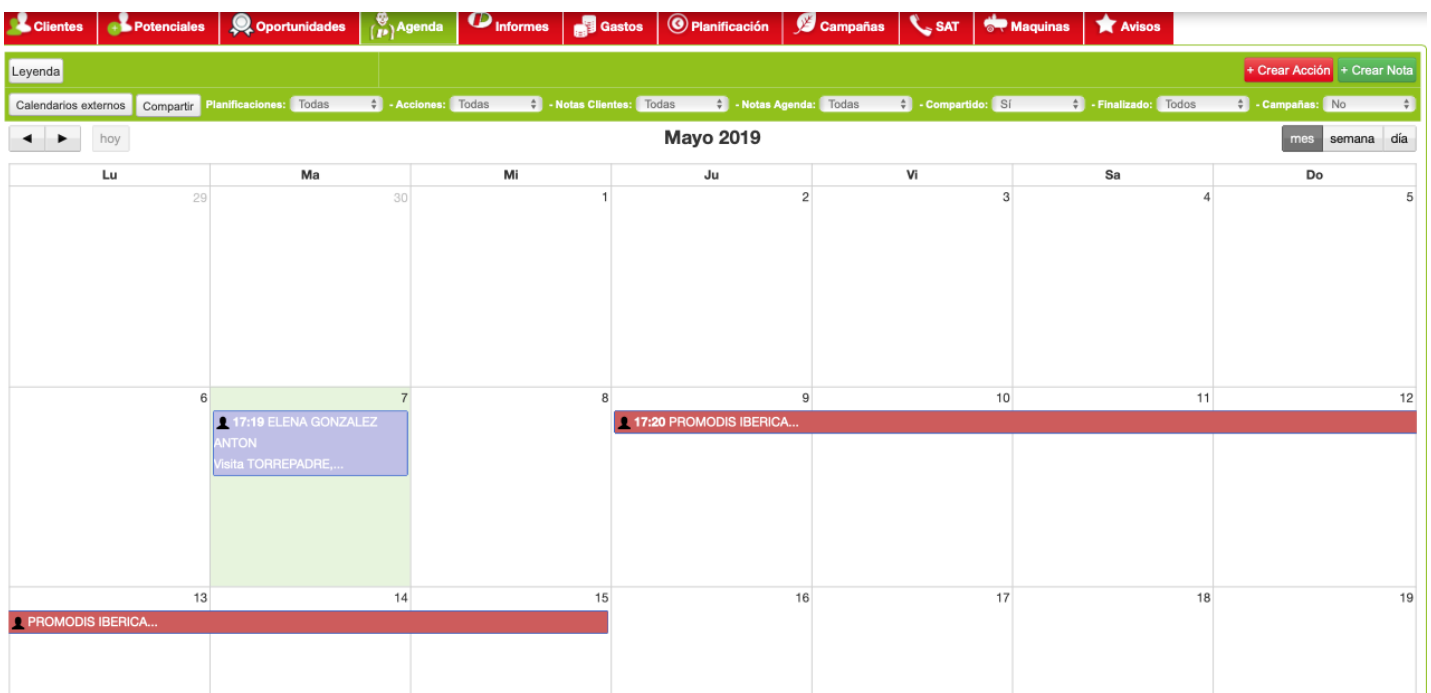 Clientes Potenciales Oportunidades Agenda Informes Gastos Planificación Campañas SAT Maquinas Avisos
Leyenda + Crear Acción + Crear Nota
Calendarios externos Compartir Planificaciones: Todas - Acciones: Todas - Notas Clientes: Todas - Notas Agenda: Todas - Compartido: Sí - Finalizado: Todos - Campañas: No
hoy Mayo 2019 mes semana día
Lu Ma Mi Ju Vi Sa Do
29 30 1 2 3 4 5
6 7 8 9 10 11 12
17:19 ELENA GONZALEZ 17:20 PROMODIS IBERICA...
ANTON
Visita TORREPADRE,...
13 14 15 16 17 18 19
PROMODIS IBERICA...